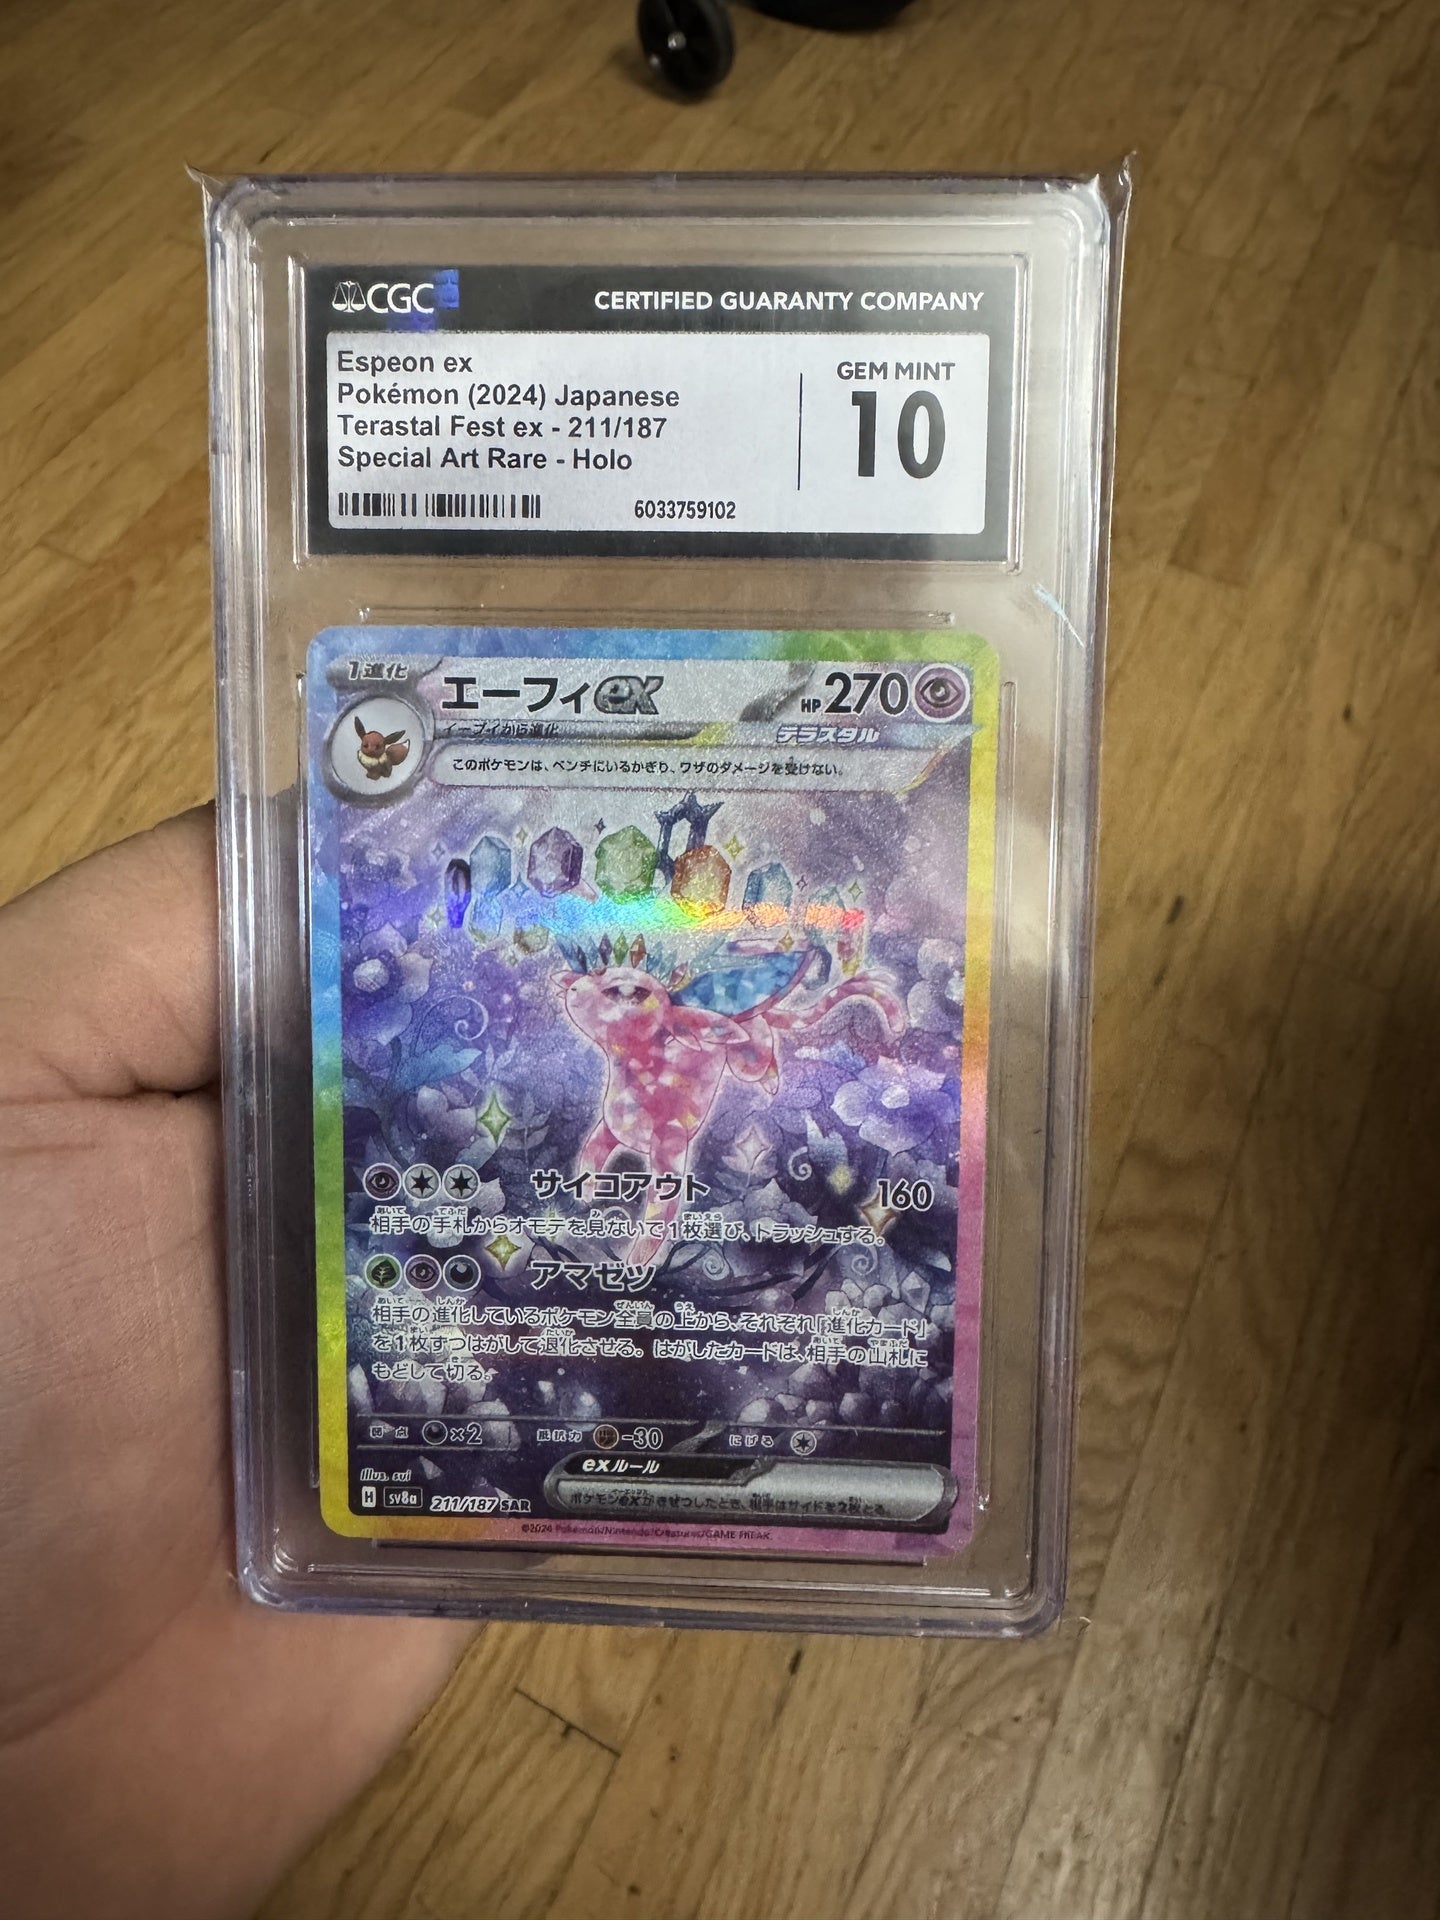 CGC
CERTIFIED GUARANTY COMPANY
Espeon ex
Pokémon (2024) Japanese
Terastal Fest ex - 211/187
Special Art Rare - Holo
6033759102
GEM MINT
10
1進化
エーフィex
HP270
イーブイから進化
テラスタル
このポケモンは、ベンチにいるかぎり、ワザのダメージを受けない。
サイコアウト
160
相手の手札からオモテを見ないで1枚選び、トラッシュする。
アマゼツ
相手の進化しているポケモン全員の上から、それぞれ「進化カード」
を1枚ずつはがして退化させる。はがしたカードは、相手の山札に
もどして切る。
弱点 ×2 抵抗力 -30 にげる
exルール
ポケモンexがきぜつしたとき、相手はサイドを2枚とる。
Illus. sui
H sv8a 211/187 SAR
©2024 Pokémon/Nintendo/Creatures/GAME FREAK.